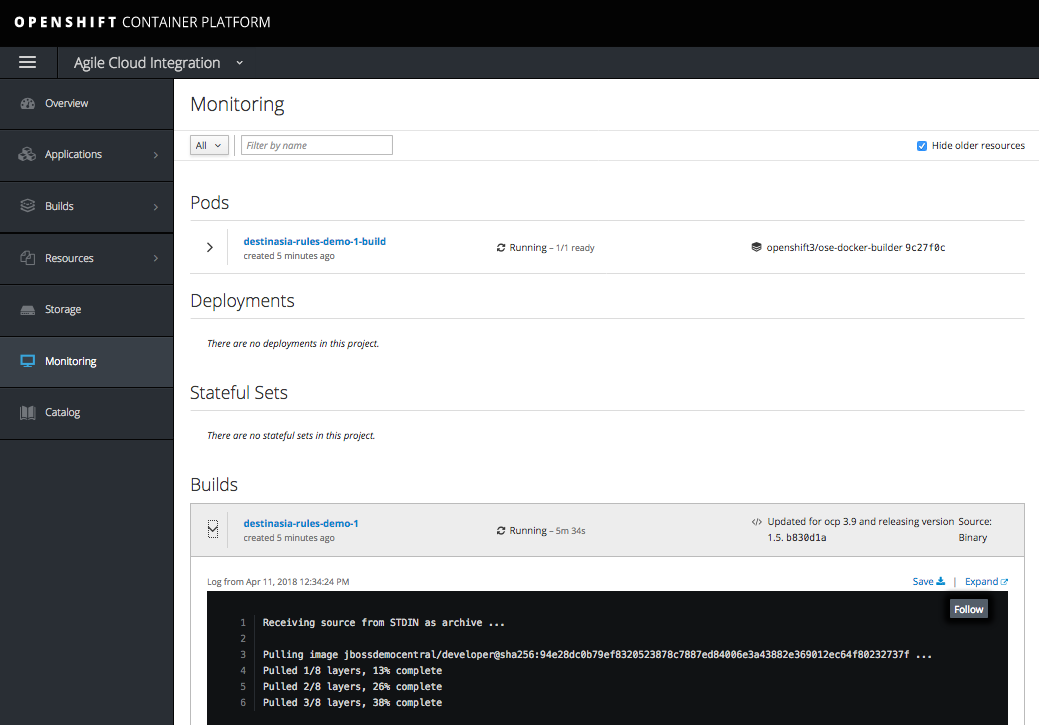 OPENSHIFT CONTAINER PLATFORM
Agile Cloud Integration
Overview
Applications
Builds
Resources
Storage
Monitoring
Catalog
Monitoring
All
Filter by name
Hide older resources
Pods
destinasia-rules-demo-1-build
created 5 minutes ago
Running – 1/1 ready
openshift3/ose-docker-builder 9c27f0c
Deployments
There are no deployments in this project.
Stateful Sets
There are no stateful sets in this project.
Builds
destinasia-rules-demo-1
created 5 minutes ago
Running – 5m 34s
</> Updated for ocp 3.9 and releasing version
1.5. b830d1a
Source:
Binary
Log from Apr 11, 2018 12:34:24 PM
Save | Expand
Follow
1 Receiving source from STDIN as archive ...
2
3 Pulling image jbossdemocentral/developer@sha256:94e28dc0b79ef8320523878c7887ed84006e3a43882e369012ec64f80232737f ...
4 Pulled 1/8 layers, 13% complete
5 Pulled 2/8 layers, 26% complete
6 Pulled 3/8 layers, 38% complete